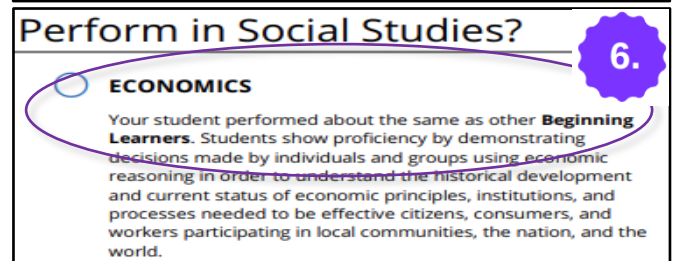 Perform in Social Studies?
6.
ECONOMICS
Your student performed about the same as other Beginning
Learners. Students show proficiency by demonstrating
decisions made by individuals and groups using economic
reasoning in order to understand the historical development
and current status of economic principles, institutions, and
processes needed to be effective citizens, consumers, and
workers participating in local communities, the nation, and the
world.